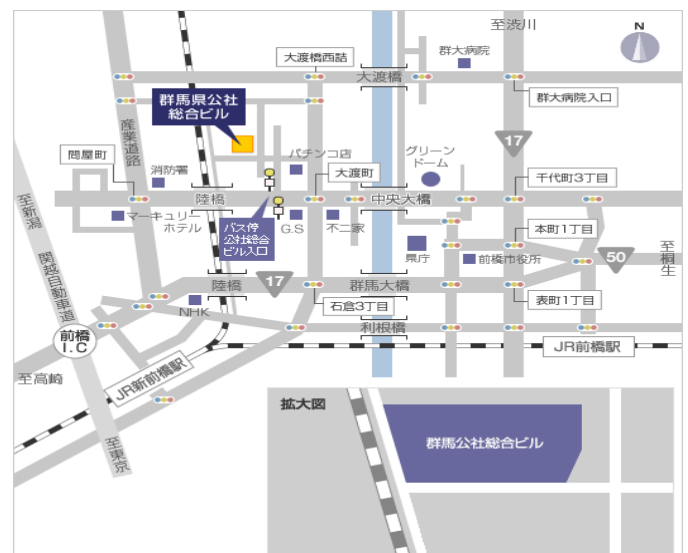 至渋川
N
大渡橋西詰
群大病院
大渡橋
群馬県公社
総合ビル
群大病院入口
産業道路
17
問屋町
消防署
パチンコ店
大渡町
グリーン
ドーム
千代町3丁目
至新潟
陸橋
中央大橋
マーキュリー
ホテル
バス停
公社総合
ビル入口
G.S
不二家
県庁
本町1丁目
前橋市役所
50
至桐生
関越自動車道
陸橋
17
群馬大橋
NHK
石倉3丁目
表町1丁目
利根橋
前橋
I.C
JR前橋駅
至高崎
JR新前橋駅
至東京
拡大図
群馬公社総合ビル